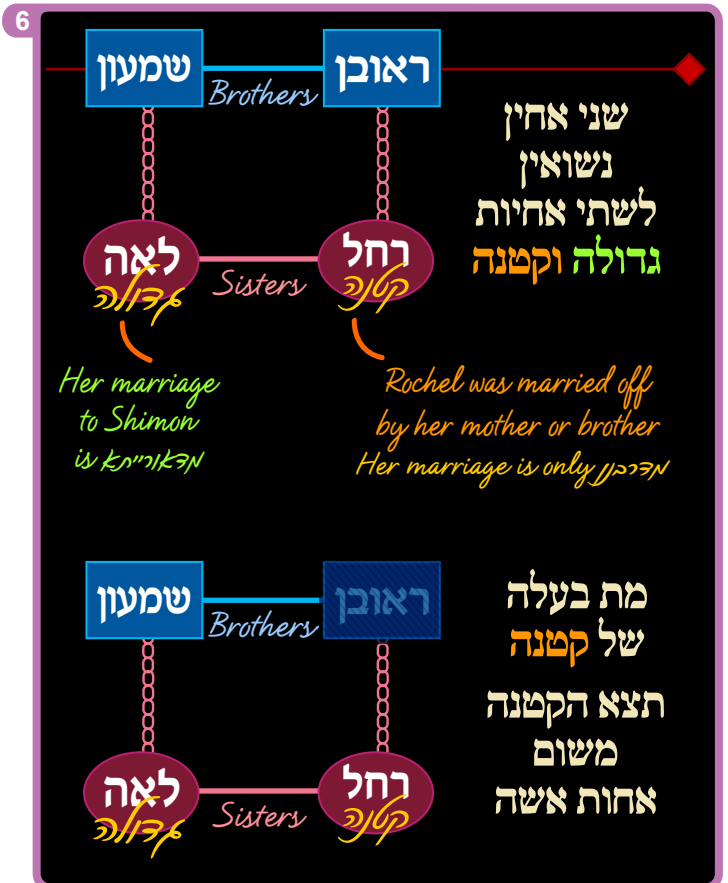 6
שמעון
Brothers
ראובן
שני אחין
נשואין
לשתי אחיות
גדולה וקטנה
לאה
גדולה
Sisters
רחל
קטנה
Her marriage
to Shimon
is מדאורייתא
Rochel was married off
by her mother or brother
Her marriage is only מדרבנן
שמעון
Brothers
ראובן
מת בעלה
של קטנה
תצא הקטנה
משום
אחות אשה
לאה
גדולה
Sisters
רחל
קטנה